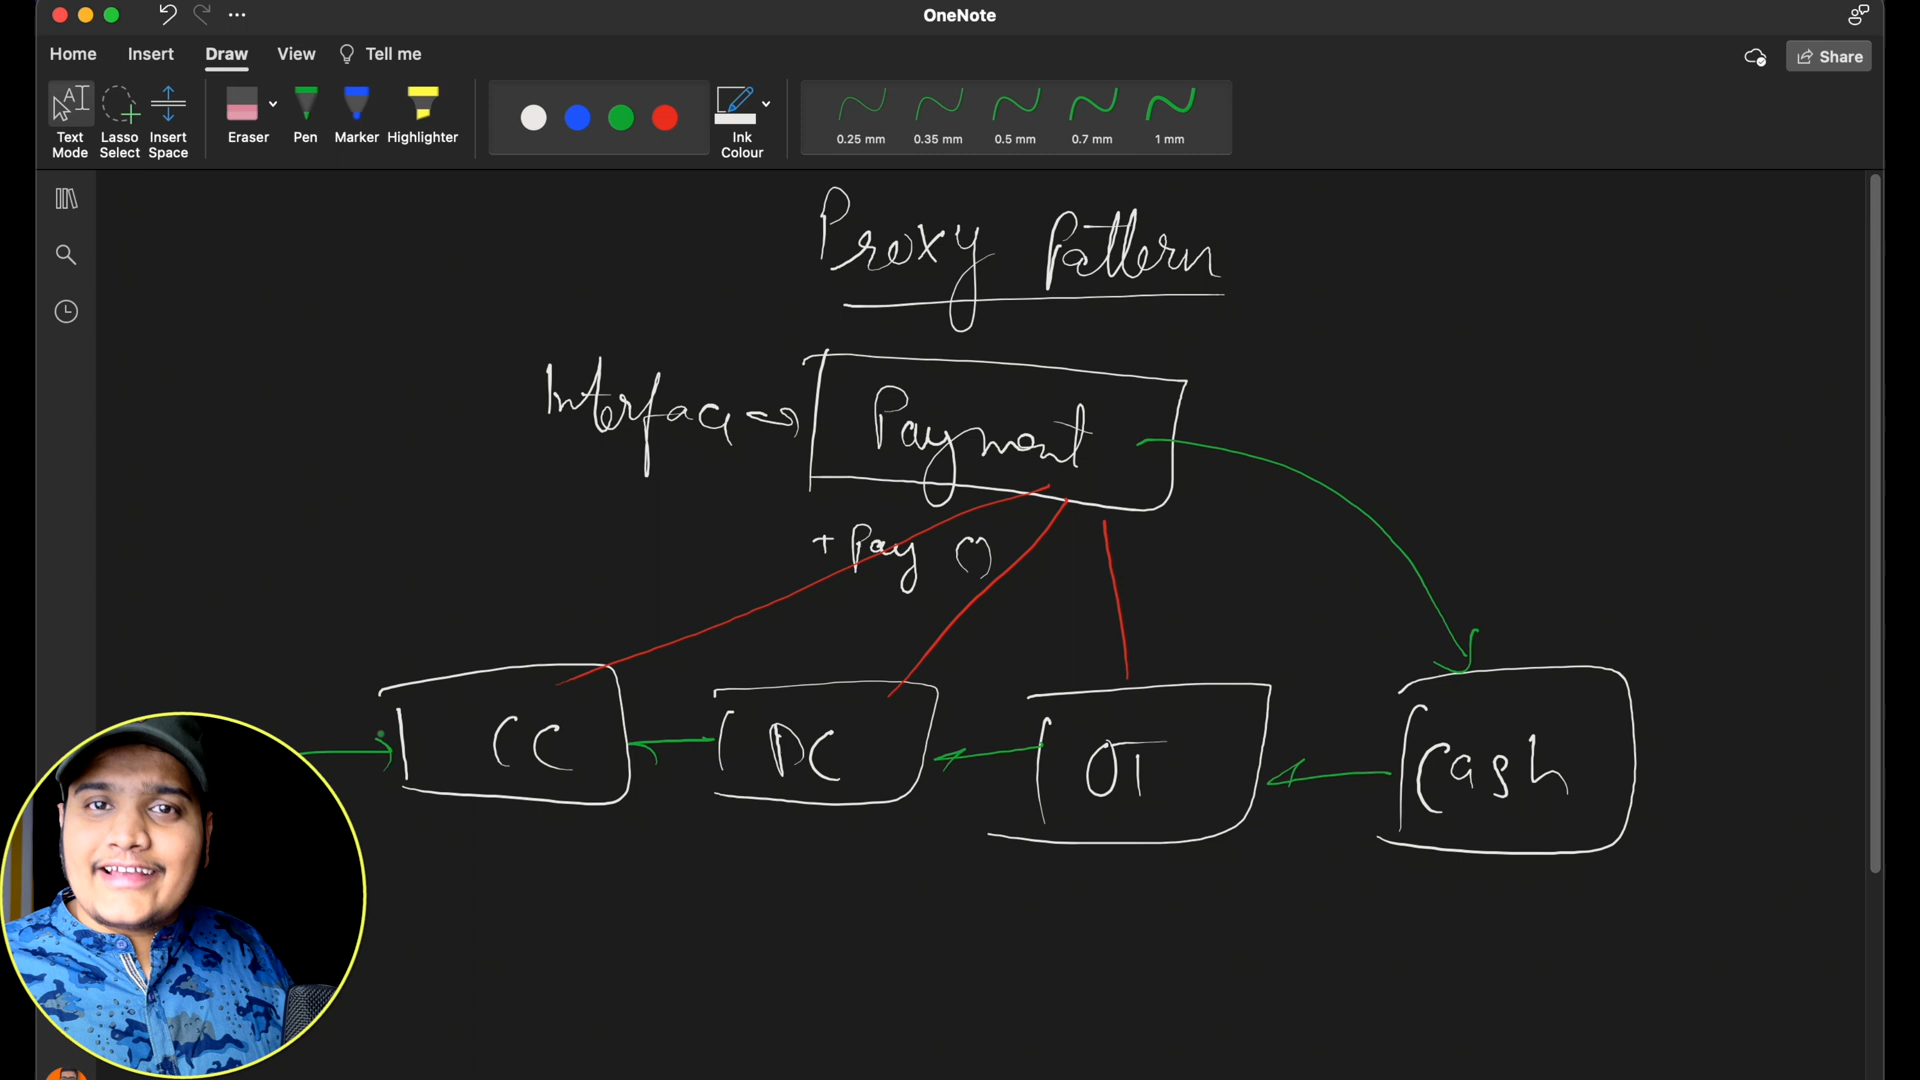 OneNote
Home Insert Draw View Tell me
Share
Text Mode
Lasso Select
Insert Space
Eraser
Pen
Marker
Highlighter
Ink Colour
0.25 mm
0.35 mm
0.5 mm
0.7 mm
1 mm
Proxy Pattern
Interface
Payment
+ Pay ()
CC
DC
OT
Cash